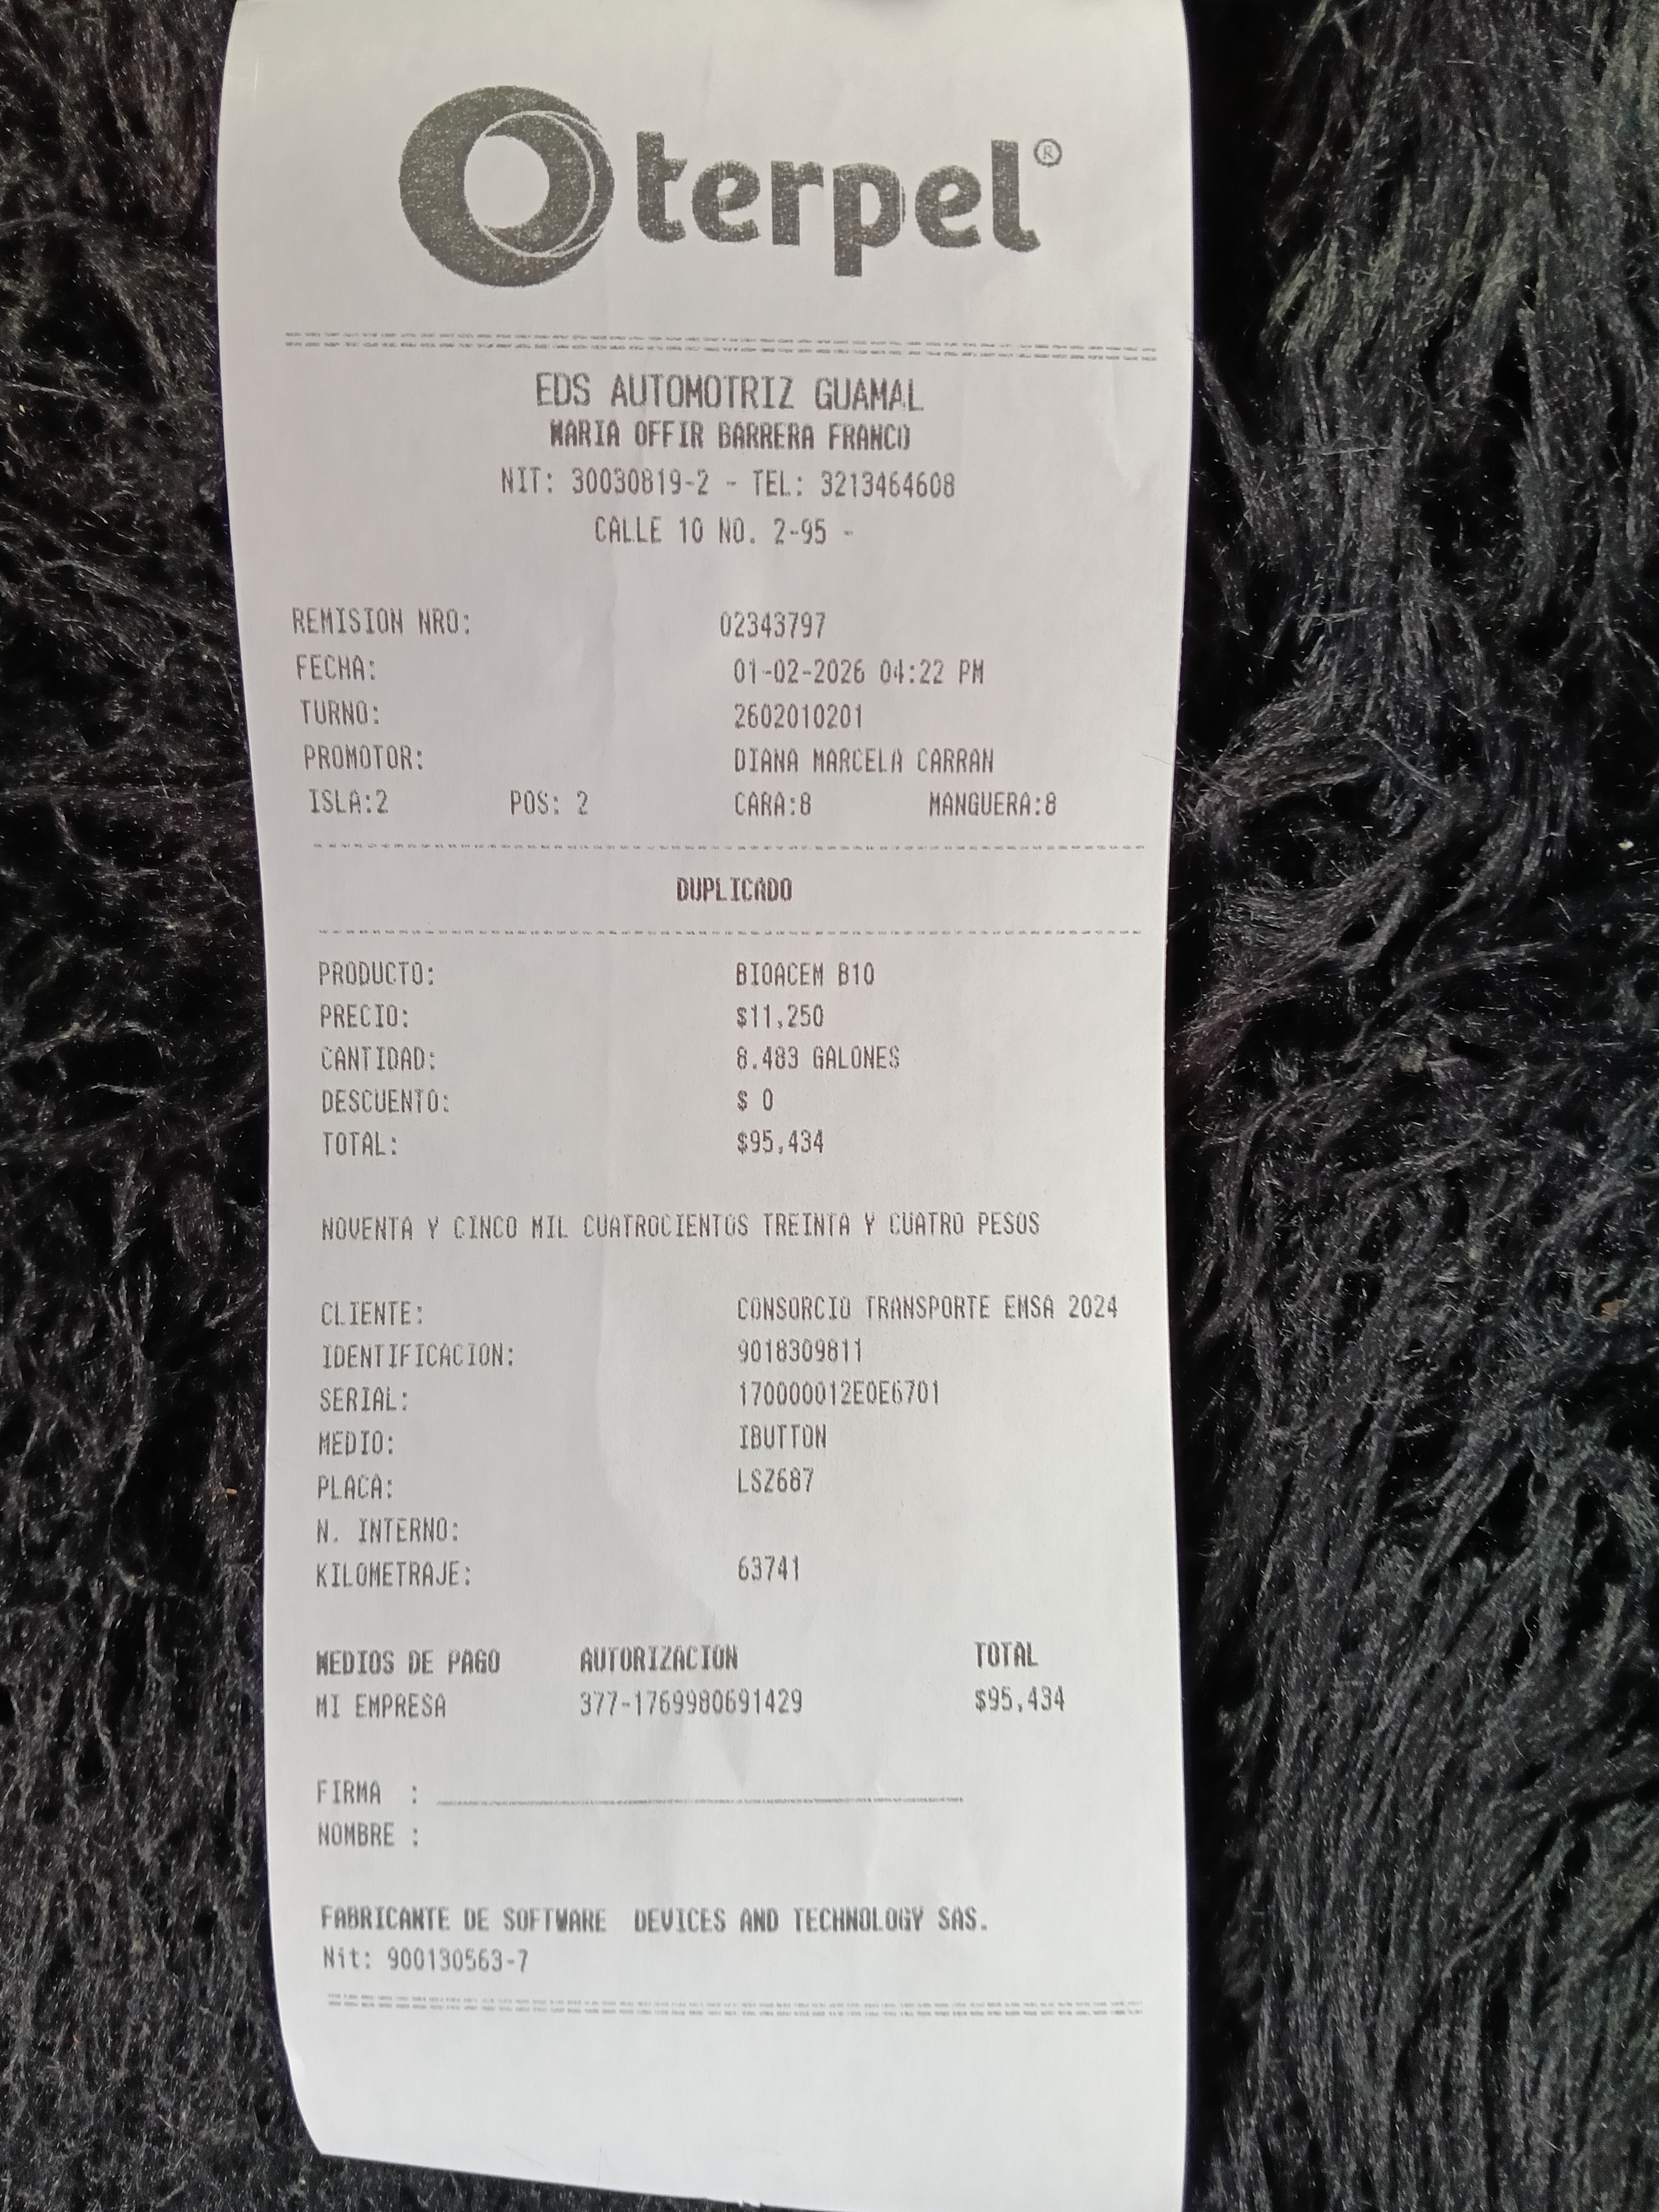 terpel®
EDS AUTOMOTRIZ GUAMAL
MARIA OFFIR BARRERA FRANCO
NIT: 30030819-2 - TEL: 3213464608
CALLE 10 NO. 2-95 -
REMISION NRO: 02343797
FECHA: 01-02-2026 04:22 PM
TURNO: 2602010201
PROMOTOR: DIANA MARCELA CARRAN
ISLA:2 POS: 2 CARA:8 MANGUERA:8
DUPLICADO
PRODUCTO: BIOACEM B10
PRECIO: $11,250
CANTIDAD: 8.483 GALONES
DESCUENTO: $ 0
TOTAL: $95,434
NOVENTA Y CINCO MIL CUATROCIENTOS TREINTA Y CUATRO PESOS
CLIENTE: CONSORCIO TRANSPORTE EMSA 2024
IDENTIFICACION: 9018309811
SERIAL: 170000012E0E6701
MEDIO: IBUTTON
PLACA: LSZ687
N. INTERNO:
KILOMETRAJE: 63741
MEDIOS DE PAGO AUTORIZACION TOTAL
MI EMPRESA 377-1769980691429 $95,434
FIRMA :
NOMBRE :
FABRICANTE DE SOFTWARE DEVICES AND TECHNOLOGY SAS.
Nit: 900130563-7